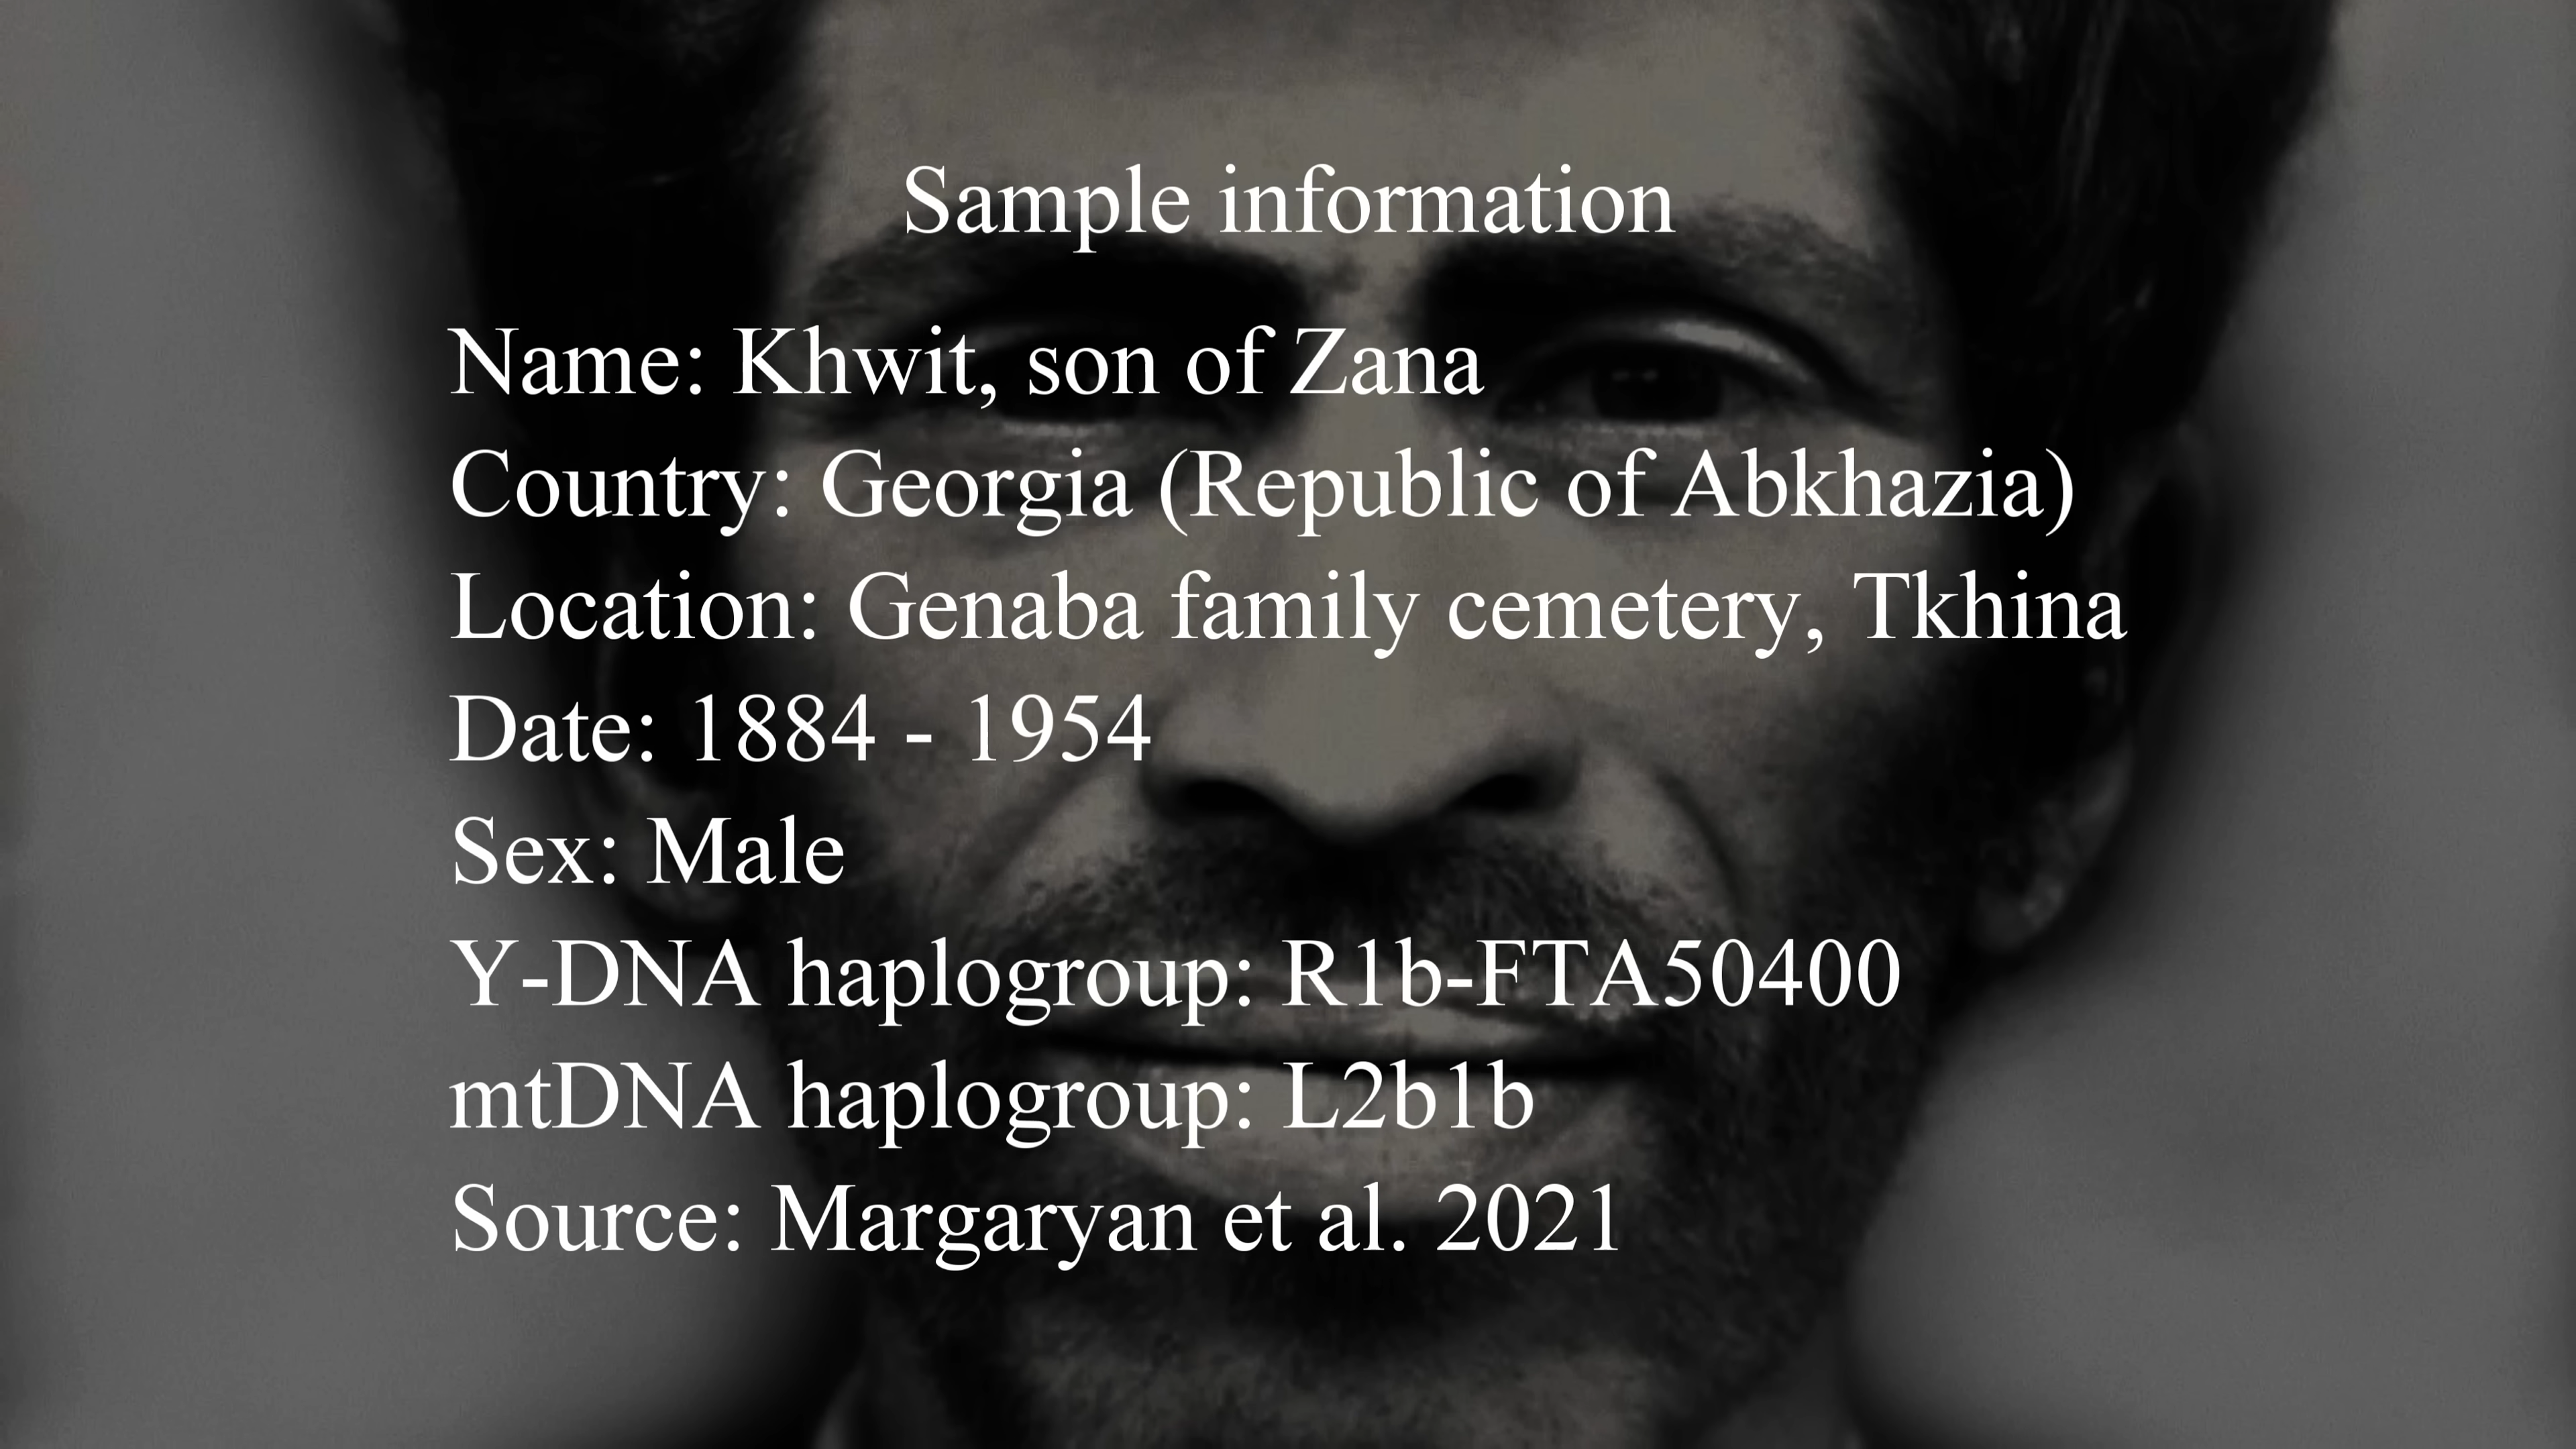 Sample information
Name: Khwit, son of Zana
Country: Georgia (Republic of Abkhazia)
Location: Genaba family cemetery, Tkhina
Date: 1884 - 1954
Sex: Male
Y-DNA haplogroup: R1b-FTA50400
mtDNA haplogroup: L2b1b
Source: Margaryan et al. 2021